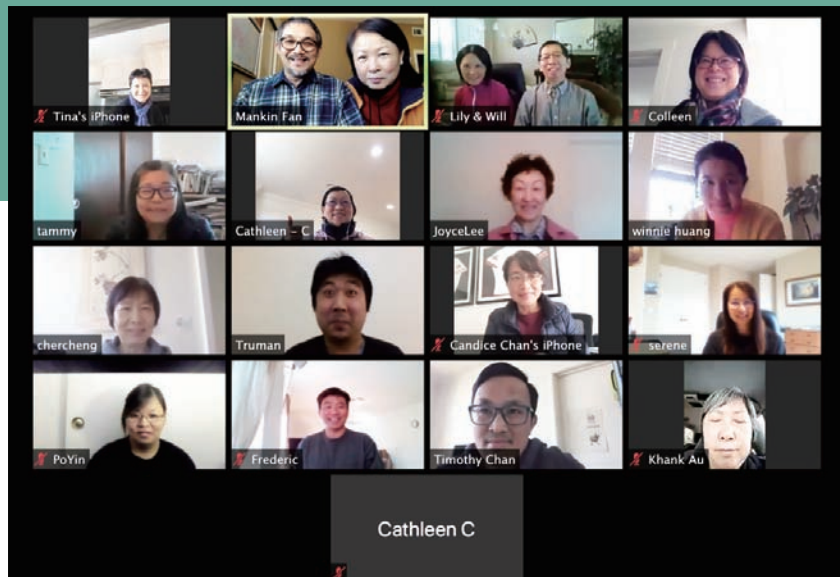 Tina's iPhone
Mankin Fan
Lily & Will
Colleen
tammy
Cathleen - C
JoyceLee
winnie huang
chercheng
Truman
Candice Chan's iPhone
serene
PoYin
Frederic
Timothy Chan
Khank Au
Cathleen C